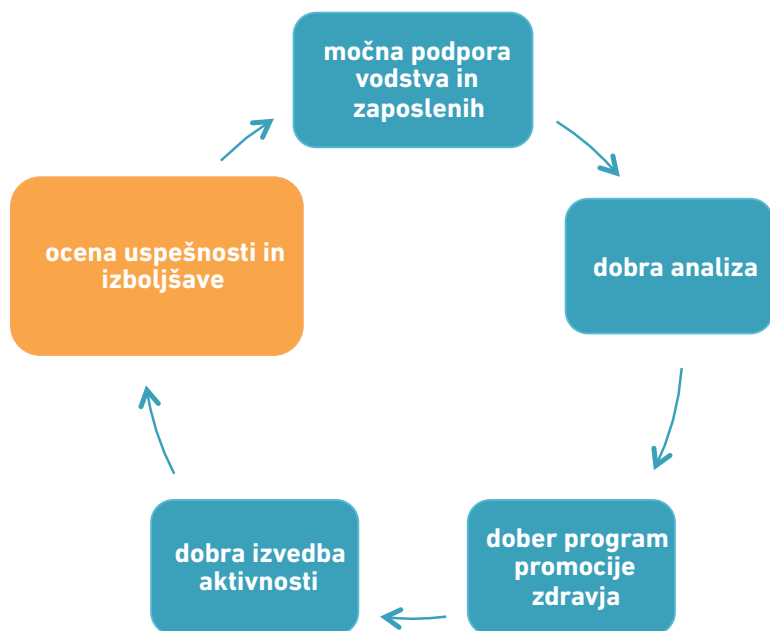 močna podpora
vodstva in
zaposlenih
ocena uspešnosti in
izboljšave
dobra analiza
dobra izvedba
aktivnosti
dober program
promocije
zdravja